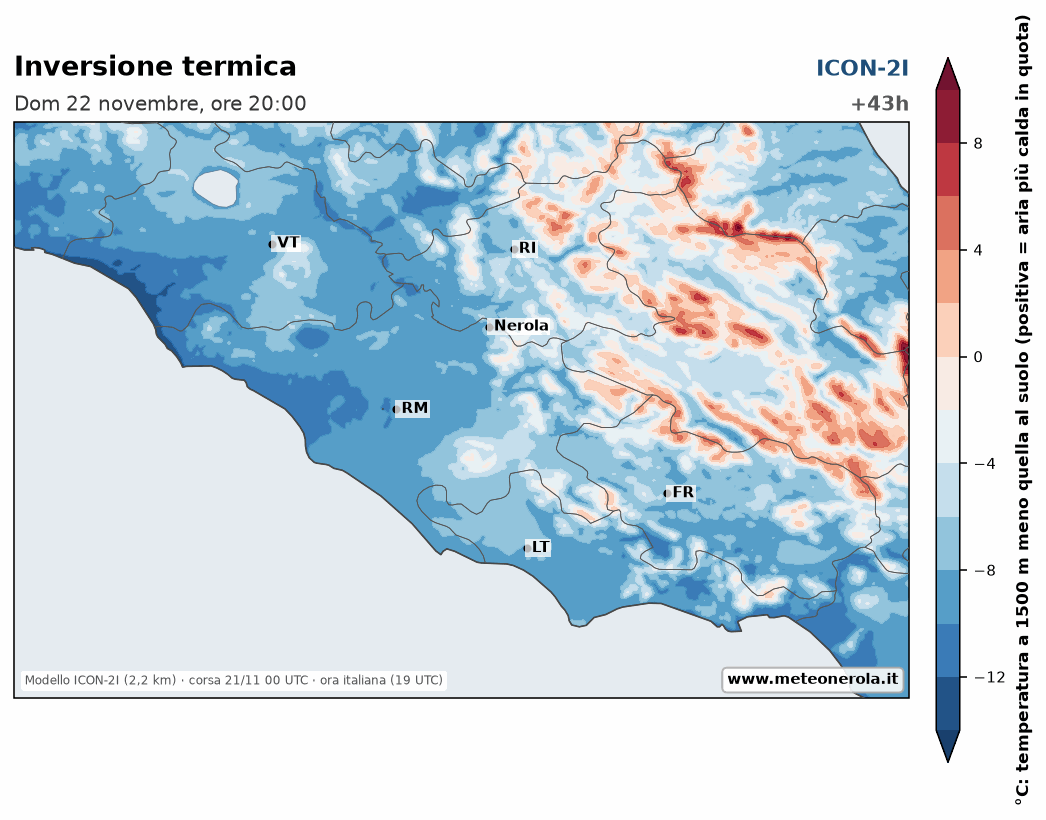 Inversione termica
ICON-2I
Dom 22 novembre, ore 20:00
+43h
VT
RI
Nerola
RM
FR
LT
Modello ICON-2I (2,2 km) · corsa 21/11 00 UTC · ora italiana (19 UTC)
www.meteonerola.it
8
4
0
−4
−8
−12
°C: temperatura a 1500 m meno quella al suolo (positiva = aria più calda in quota)